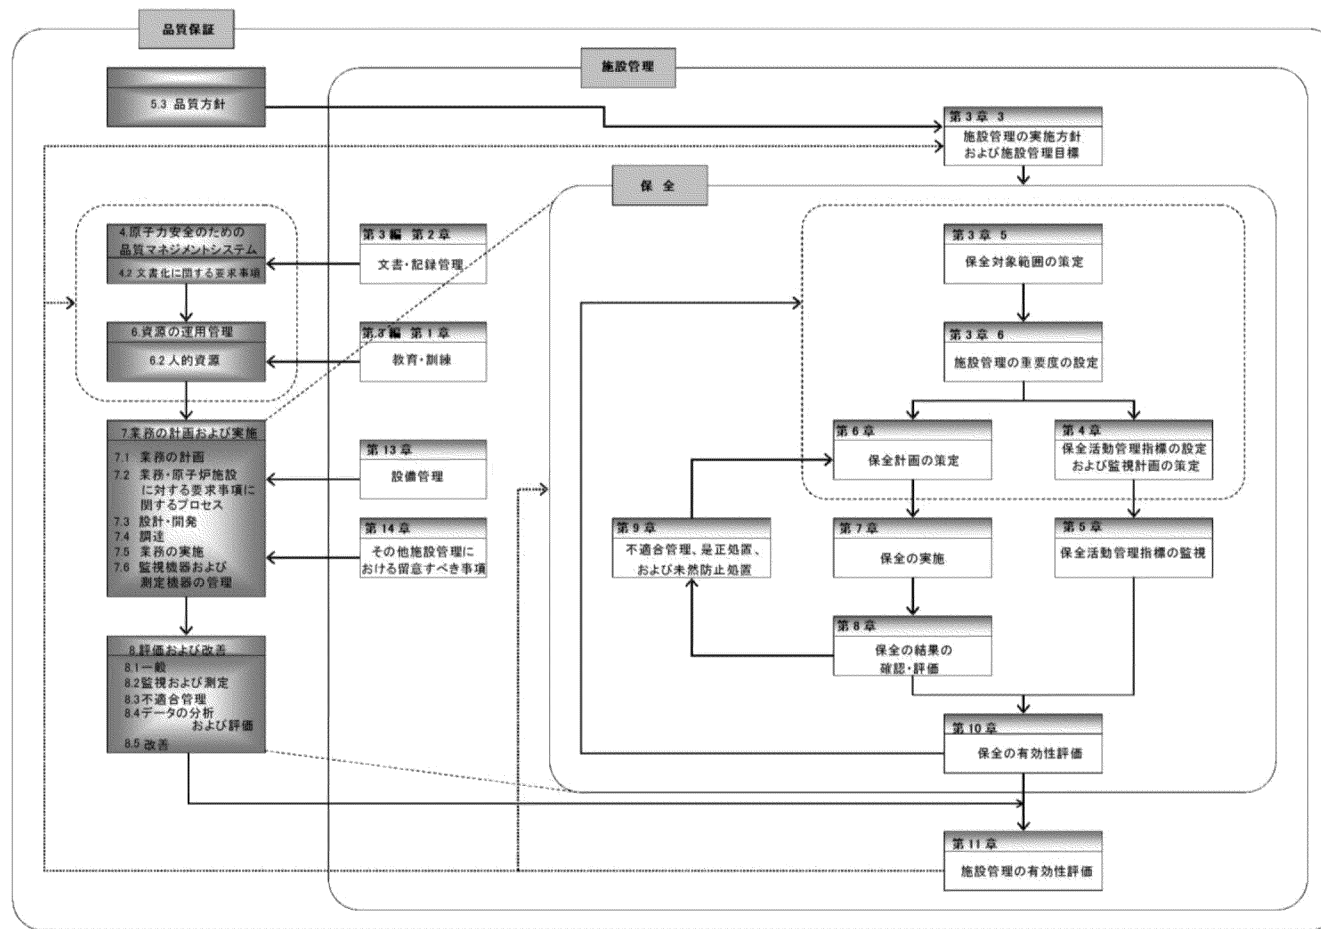 品質保証
施設管理
5.3 品質方針
第3章 3
施設管理の実施方針
および施設管理目標
保 全
4.原子力安全のための
品質マネジメントシステム
4.2 文書化に関する要求事項
第3編 第2章
文書・記録管理
第3章 5
保全対象範囲の策定
6.資源の運用管理
6.2 人的資源
第3編 第1章
教育・訓練
第3章 6
施設管理の重要度の設定
7.業務の計画および実施
7.1 業務の計画
7.2 業務・原子炉施設
に対する要求事項に
関するプロセス
7.3 設計・開発
7.4 調達
7.5 業務の実施
7.6 監視機器および
測定機器の管理
第13章
設備管理
第14章
その他施設管理に
おける留意すべき事項
第6章
保全計画の策定
第4章
保全活動管理指標の設定
および監視計画の策定
第9章
不適合管理、是正処置、
および未然防止処置
第7章
保全の実施
第5章
保全活動管理指標の監視
第8章
保全の結果の
確認・評価
8.評価および改善
8.1 一般
8.2 監視および測定
8.3 不適合管理
8.4 データの分析
および評価
8.5 改善
第10章
保全の有効性評価
第11章
施設管理の有効性評価